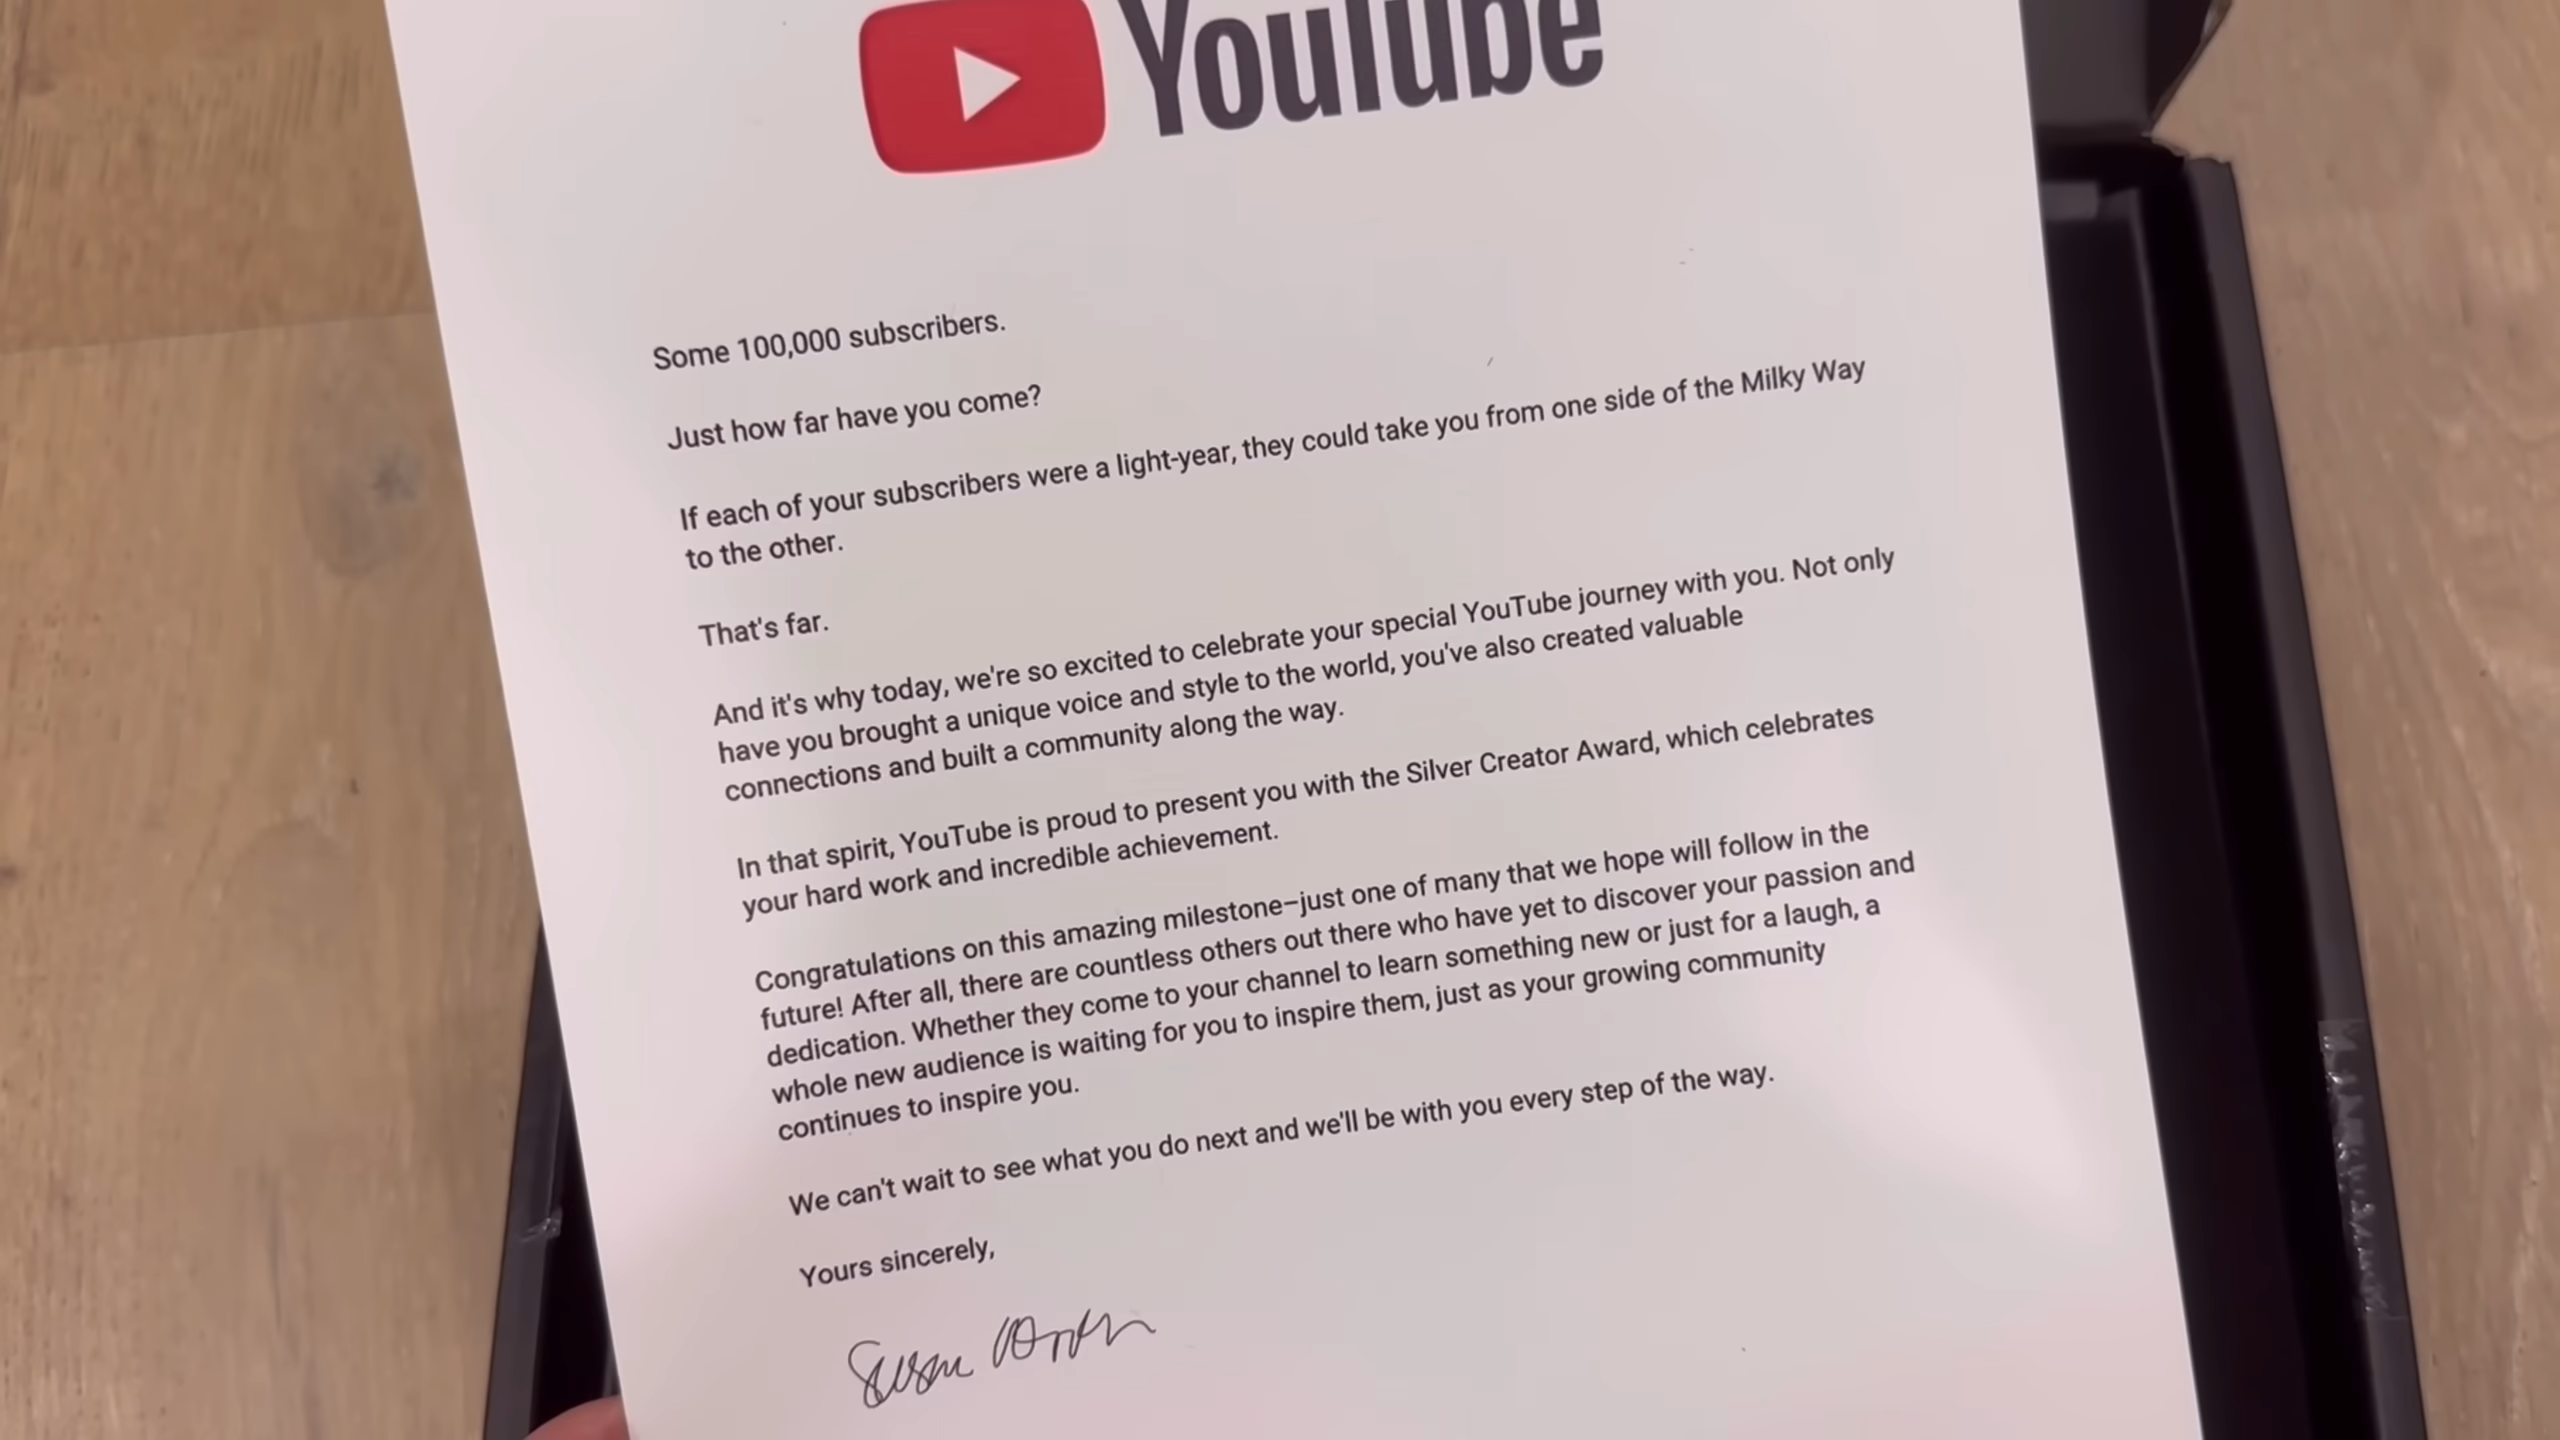 YouTube
Some 100,000 subscribers.
Just how far have you come?
If each of your subscribers were a light-year, they could take you from one side of the Milky Way
to the other.
That's far.
And it's why today, we're so excited to celebrate your special YouTube journey with you. Not only
have you brought a unique voice and style to the world, you've also created valuable
connections and built a community along the way.
In that spirit, YouTube is proud to present you with the Silver Creator Award, which celebrates
your hard work and incredible achievement.
Congratulations on this amazing milestone–just one of many that we hope will follow in the
future! After all, there are countless others out there who have yet to discover your passion and
dedication. Whether they come to your channel to learn something new or just for a laugh, a
whole new audience is waiting for you to inspire them, just as your growing community
continues to inspire you.
We can't wait to see what you do next and we'll be with you every step of the way.
Yours sincerely,
Susan